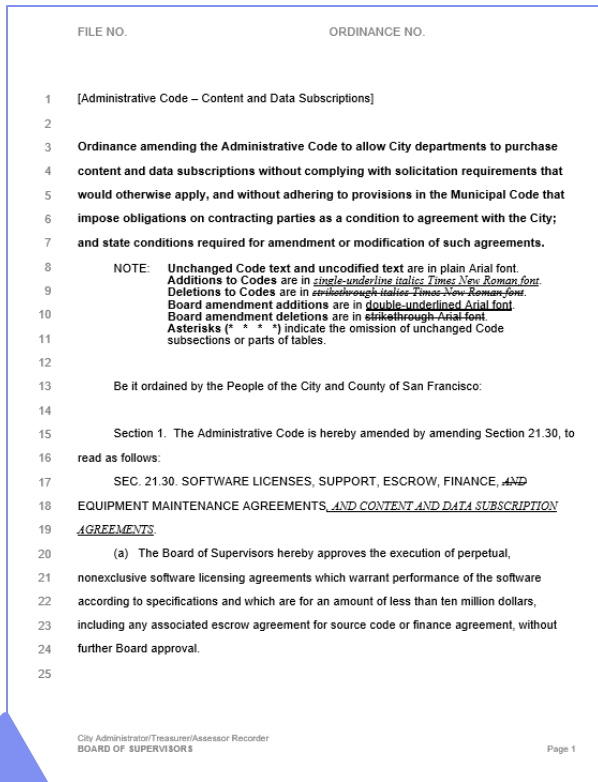 FILE NO. ORDINANCE NO.
1 [Administrative Code – Content and Data Subscriptions]
2
3 Ordinance amending the Administrative Code to allow City departments to purchase
4 content and data subscriptions without complying with solicitation requirements that
5 would otherwise apply, and without adhering to provisions in the Municipal Code that
6 impose obligations on contracting parties as a condition to agreement with the City;
7 and state conditions required for amendment or modification of such agreements.
8 NOTE: Unchanged Code text and uncodified text are in plain Arial font.
Additions to Codes are in single-underline italics Times New Roman font.
9 Deletions to Codes are in strikethrough italics Times New Roman font.
Board amendment additions are in double-underlined Arial font.
10 Board amendment deletions are in strikethrough Arial font.
Asterisks (* * * *) indicate the omission of unchanged Code
11 subsections or parts of tables.
12
13 Be it ordained by the People of the City and County of San Francisco:
14
15 Section 1. The Administrative Code is hereby amended by amending Section 21.30, to
16 read as follows:
17 SEC. 21.30. SOFTWARE LICENSES, SUPPORT, ESCROW, FINANCE, AND
18 EQUIPMENT MAINTENANCE AGREEMENTS, AND CONTENT AND DATA SUBSCRIPTION
19 AGREEMENTS.
20 (a) The Board of Supervisors hereby approves the execution of perpetual,
21 nonexclusive software licensing agreements which warrant performance of the software
22 according to specifications and which are for an amount of less than ten million dollars,
23 including any associated escrow agreement for source code or finance agreement, without
24 further Board approval.
25
City Administrator/Treasurer/Assessor Recorder
BOARD OF SUPERVISORS Page 1